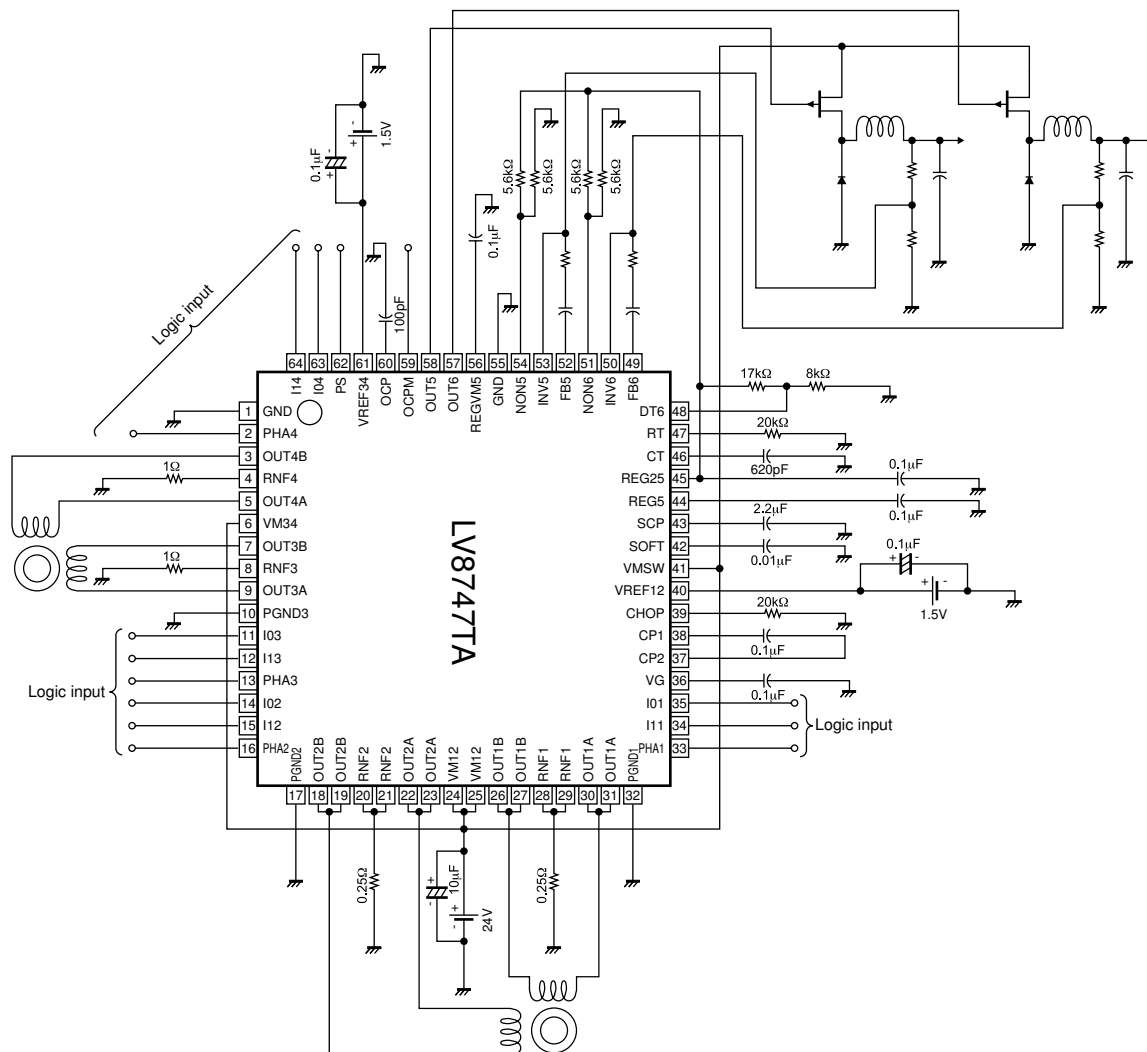 1.5V
0.1μF
5.6kΩ
5.6kΩ
5.6kΩ
5.6kΩ
0.1μF
100pF
Logic input
64 63 62 61 60 59 58 57 56 55 54 53 52 51 50 49
I14 I04 PS VREF34 OCP OCPM OUT5 OUT6 REGVM5 GND NON5 INV5 FB5 NON6 INV6 FB6
1 GND
2 PHA4
3 OUT4B
1Ω
4 RNF4
5 OUT4A
6 VM34
7 OUT3B
1Ω
8 RNF3
9 OUT3A
10 PGND3
11 I03
12 I13
13 PHA3
Logic input
14 I02
15 I12
16 PHA2
LV8747TA
17kΩ 8kΩ
DT6 48
20kΩ
RT 47
CT 46
620pF
REG25 45
0.1μF
REG5 44
0.1μF
2.2μF
SCP 43
SOFT 42
0.01μF
0.1μF
+ -
VMSW 41
VREF12 40
+ -
1.5V
20kΩ
CHOP 39
CP1 38
0.1μF
CP2 37
VG 36
0.1μF
I01 35
I11 34
Logic input
PHA1 33
PGND2 OUT2B OUT2B RNF2 RNF2 OUT2A OUT2A VM12 VM12 OUT1B OUT1B RNF1 RNF1 OUT1A OUT1A PGND1
17 18 19 20 21 22 23 24 25 26 27 28 29 30 31 32
0.25Ω
10μF
24V
0.25Ω